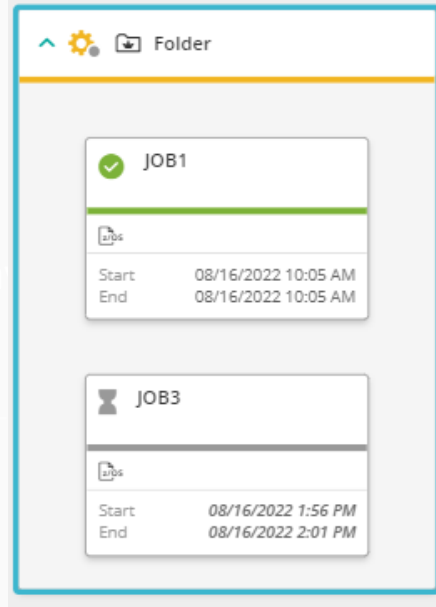 Folder
JOB1
z/OS
Start 08/16/2022 10:05 AM
End 08/16/2022 10:05 AM
JOB3
z/OS
Start 08/16/2022 1:56 PM
End 08/16/2022 2:01 PM